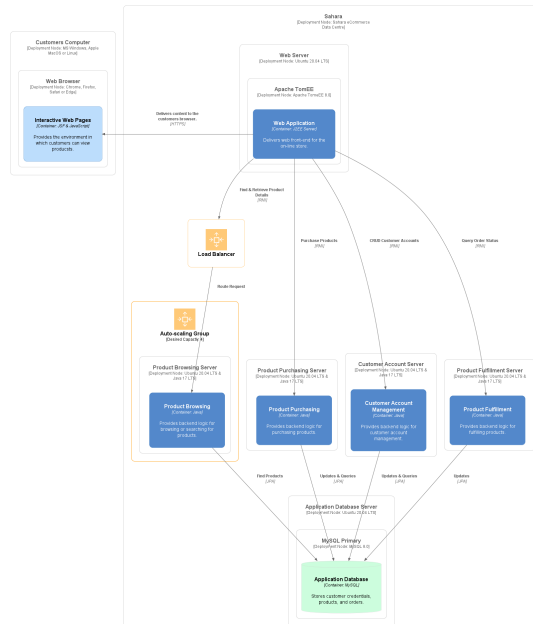 Sahara
[Deployment Node: Sahara eCommerce
Data Centre]
Customers Computer
[Deployment Node: MS Windows, Apple
MacOS or Linux]
Web Server
[Deployment Node: Ubuntu 20.04 LTS]
Web Browser
[Deployment Node: Chrome, Firefox,
Safari or Edge]
Apache TomEE
[Deployment Node: Apache TomEE 8.0]
Interactive Web Pages
[Container: JSF & JavaScript]
Provides the environment in
which customers can view
products.
Delivers content to the
customers browser.
[HTTPS]
Web Application
[Container: J2EE Server]
Delivers web front-end for the
on-line store.
Find & Retrieve Product
Details
[RMI]
Purchase Products
[RMI]
CRUD Customer Accounts
[RMI]
Query Order Status
[RMI]
Load Balancer
Route Request
Auto-scaling Group
[Desired Capacity: 4]
Product Browsing Server
[Deployment Node: Ubuntu 20.04 LTS &
Java 17 LTS]
Product Purchasing Server
[Deployment Node: Ubuntu 20.04 LTS &
Java 17 LTS]
Customer Account Server
[Deployment Node: Ubuntu 20.04 LTS &
Java 17 LTS]
Product Fulfillment Server
[Deployment Node: Ubuntu 20.04 LTS &
Java 17 LTS]
Product Browsing
[Container: Java]
Provides backend logic for
browsing or searching for
products.
Product Purchasing
[Container: Java]
Provides backend logic for
purchasing products.
Customer Account
Management
[Container: Java]
Provides backend logic for
customer account
management.
Product Fulfillment
[Container: Java]
Provides backend logic for
fulfilling products.
Find Products
[JPA]
Updates & Queries
[JPA]
Updates & Queries
[JPA]
Updates
[JPA]
Application Database Server
[Deployment Node: Ubuntu 20.04 LTS]
MySQL Primary
[Deployment Node: MySQL 8.0]
Application Database
[Container: MySQL]
Stores customer credentials,
products, and orders.